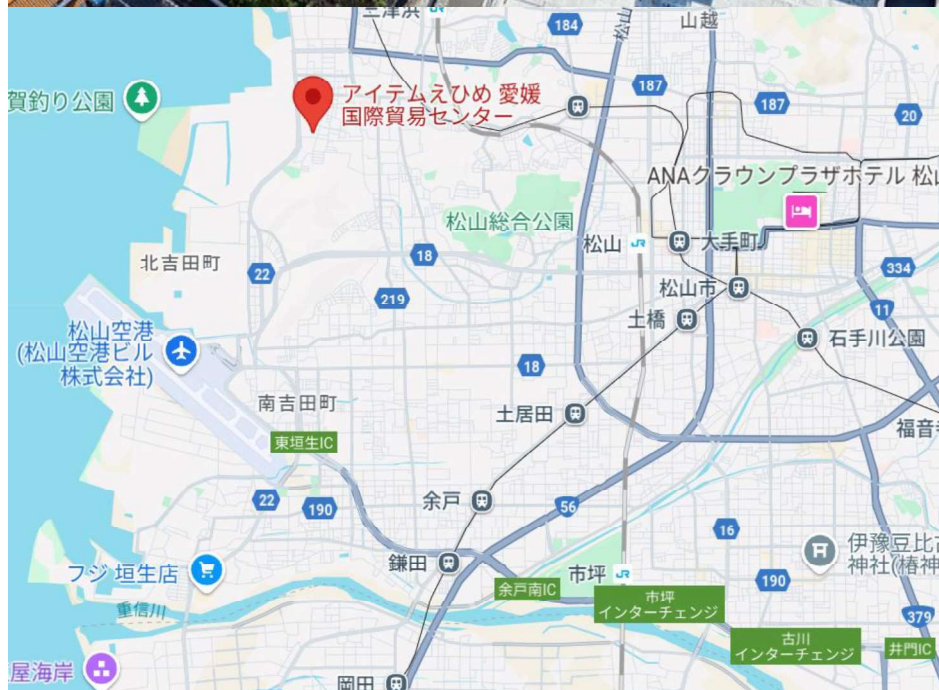 三津浜
JR
184
松山
山越
賀釣り公園
アイテムえひめ 愛媛
国際貿易センター
187
187
20
ANAクラウンプラザホテル 松山
松山総合公園
松山
JR
大手町
北吉田町
22
18
334
219
松山市
11
土橋
石手川公園
松山空港
(松山空港ビル
株式会社)
18
南吉田町
土居田
東垣生IC
福音寺
22
190
余戸
56
16
伊豫豆比古
神社(椿神
鎌田
フジ 垣生店
市坪
JR
余戸南IC
190
市坪
インターチェンジ
重信川
379
古川
インターチェンジ
井門IC
屋海岸
岡田